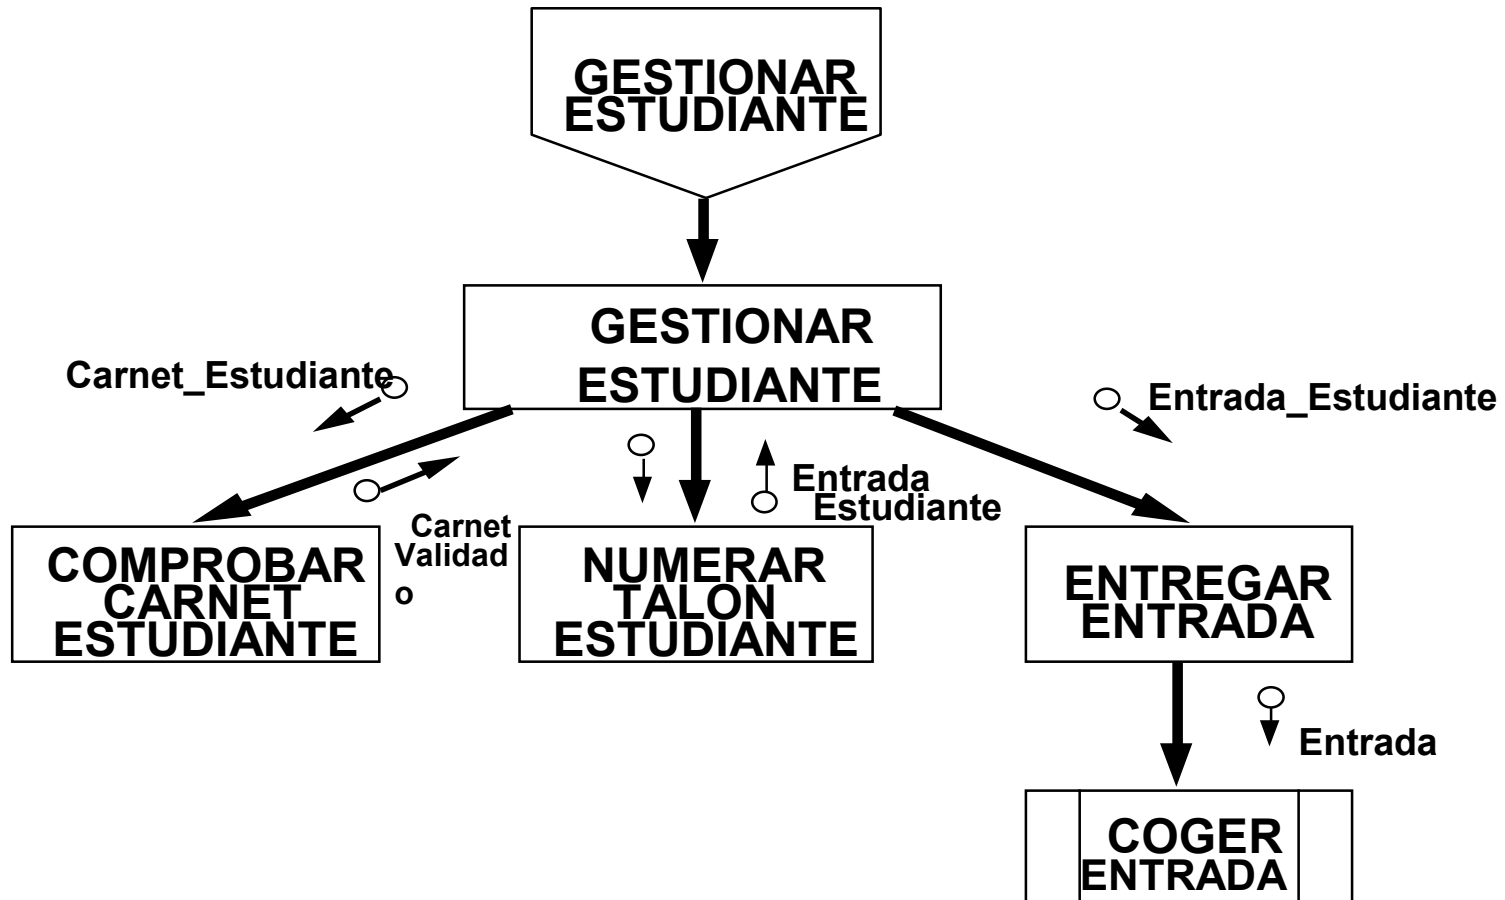 GESTIONAR
ESTUDIANTE
GESTIONAR
ESTUDIANTE
Carnet_Estudiante
Entrada_Estudiante
Entrada
Estudiante
Carnet
Validad
o
COMPROBAR
CARNET
ESTUDIANTE
NUMERAR
TALON
ESTUDIANTE
ENTREGAR
ENTRADA
Entrada
COGER
ENTRADA